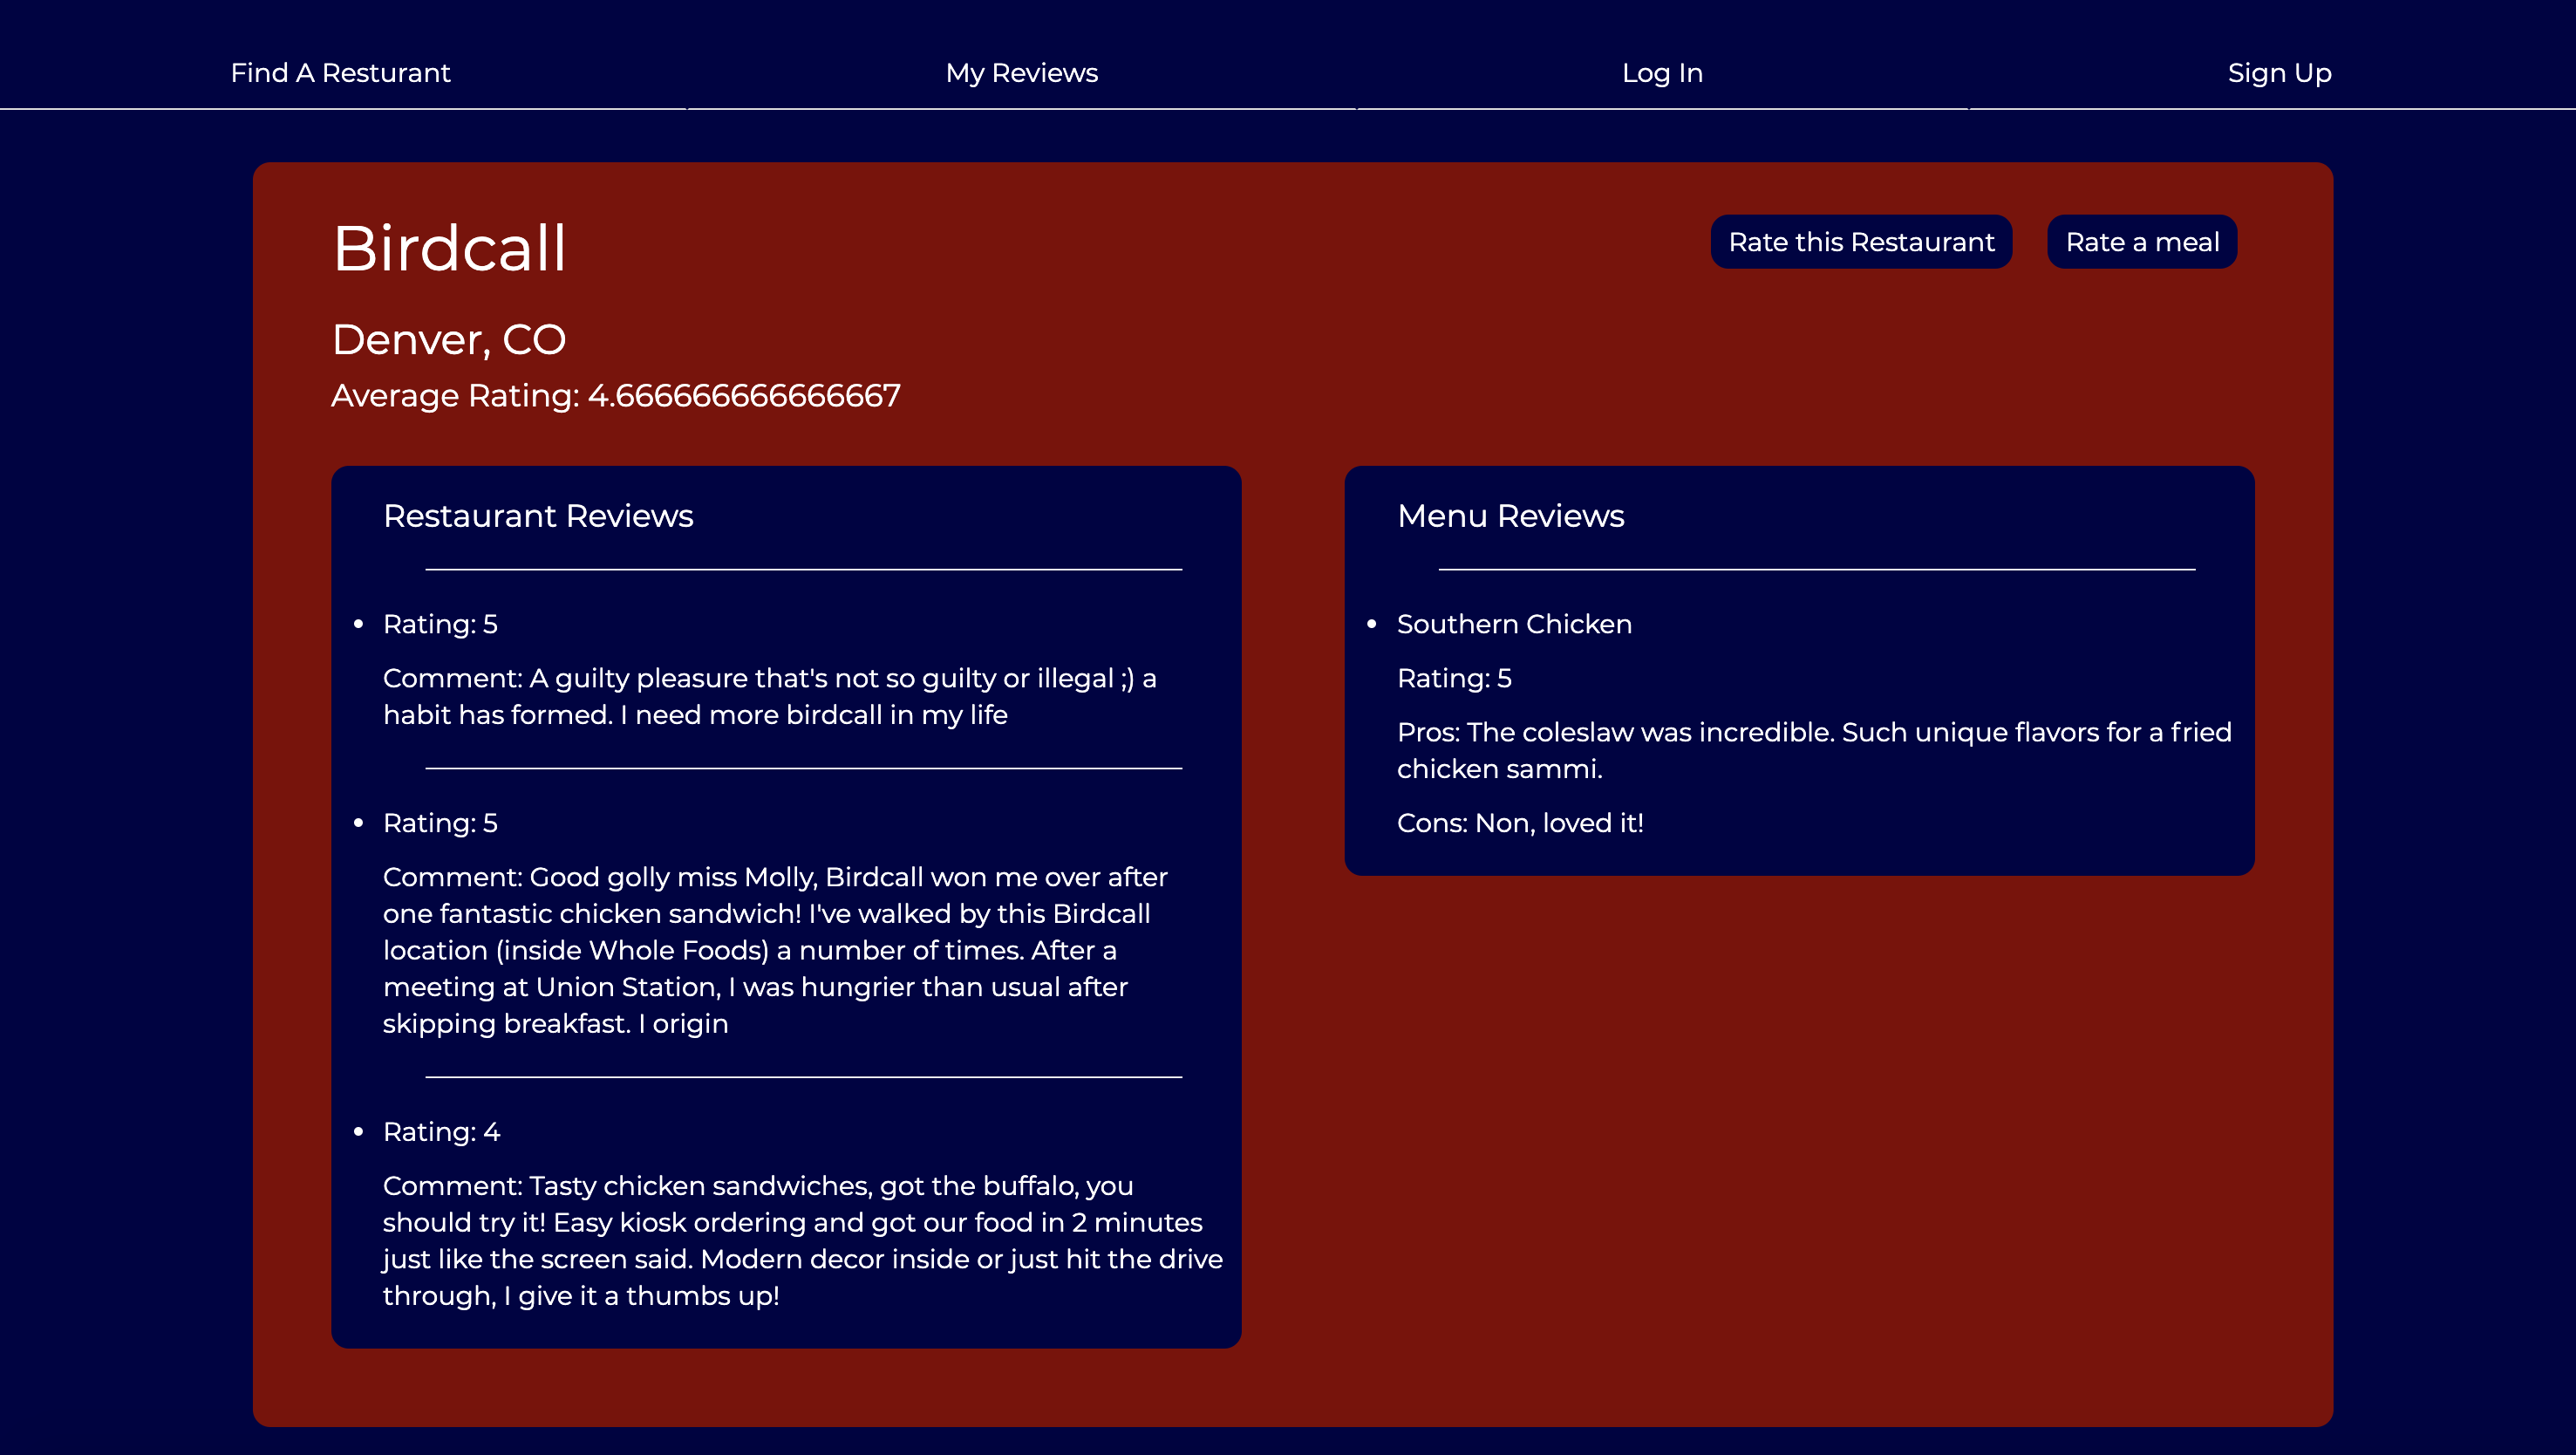 Find A Resturant
My Reviews
Log In
Sign Up
Birdcall
Rate this Restaurant
Rate a meal
Denver, CO
Average Rating: 4.666666666666667
Restaurant Reviews
Rating: 5
Comment: A guilty pleasure that's not so guilty or illegal ;) a
habit has formed. I need more birdcall in my life
Rating: 5
Comment: Good golly miss Molly, Birdcall won me over after
one fantastic chicken sandwich! I've walked by this Birdcall
location (inside Whole Foods) a number of times. After a
meeting at Union Station, I was hungrier than usual after
skipping breakfast. I origin
Rating: 4
Comment: Tasty chicken sandwiches, got the buffalo, you
should try it! Easy kiosk ordering and got our food in 2 minutes
just like the screen said. Modern decor inside or just hit the drive
through, I give it a thumbs up!
Menu Reviews
Southern Chicken
Rating: 5
Pros: The coleslaw was incredible. Such unique flavors for a fried
chicken sammi.
Cons: Non, loved it!